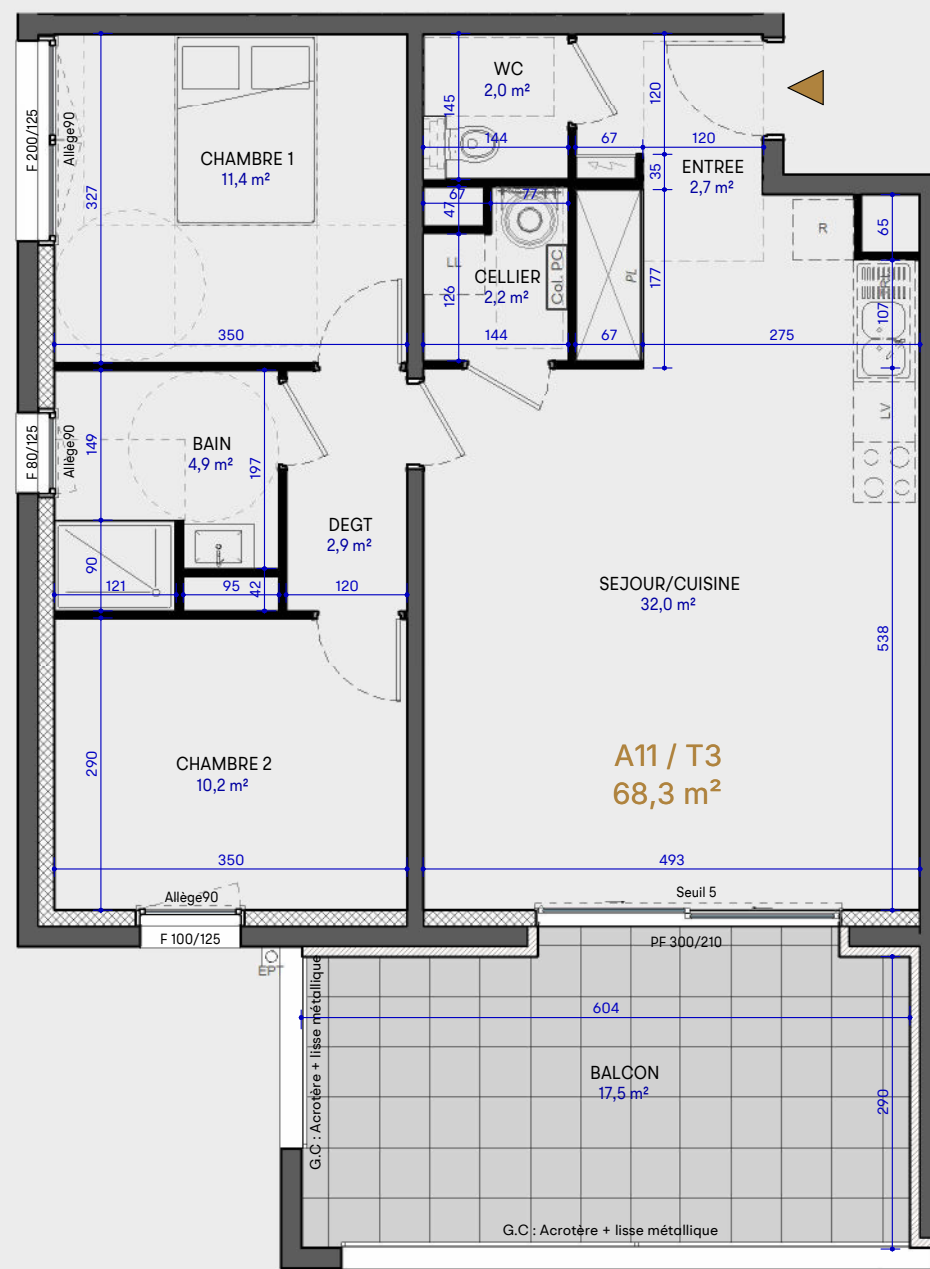 WC
2,0 m²
145
144
67
120
120
35
ENTREE
2,7 m²
F 200/125
Allège90
CHAMBRE 1
11,4 m²
327
350
67
77
47
LL
CELLIER
2,2 m²
126
Col. PC
144
PL
67
177
R
65
107
275
LV
F 80/125
Allège90
149
BAIN
4,9 m²
197
90
121
95
42
DEGT
2,9 m²
120
SEJOUR/CUISINE
32,0 m²
538
CHAMBRE 2
10,2 m²
290
350
A11 / T3
68,3 m²
493
Allège90
F 100/125
Seuil 5
PF 300/210
EP
G.C : Acrotère + lisse métallique
604
BALCON
17,5 m²
290
G.C : Acrotère + lisse métallique